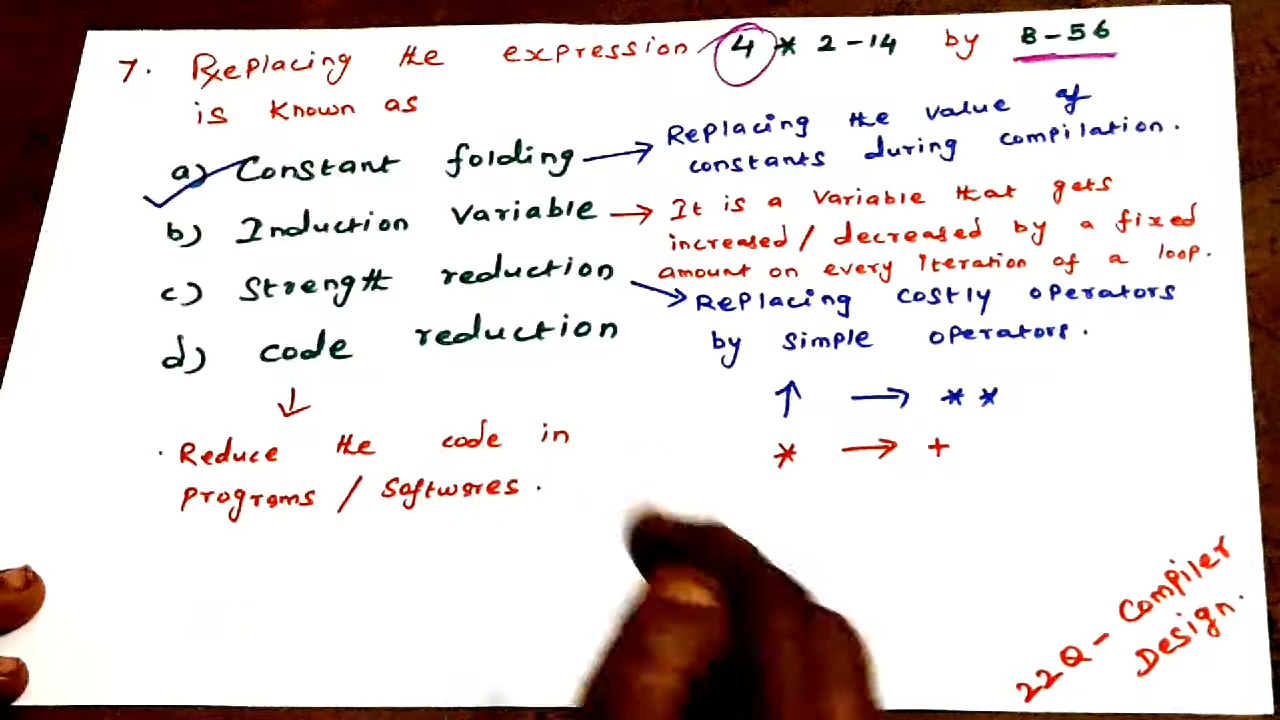 7. Replacing the expression 4 * 2-14 by 8-56
is known as
a) Constant folding → Replacing the value of
constants during compilation.
b) Induction Variable → It is a variable that gets
increased / decreased by a fixed
amount on every iteration of a loop.
c) Strength reduction → Replacing costly operators
by simple operators.
d) code reduction
↑ → **
* → +
↓
· Reduce the code in
programs / softwares.
22Q - Compiler
Design.